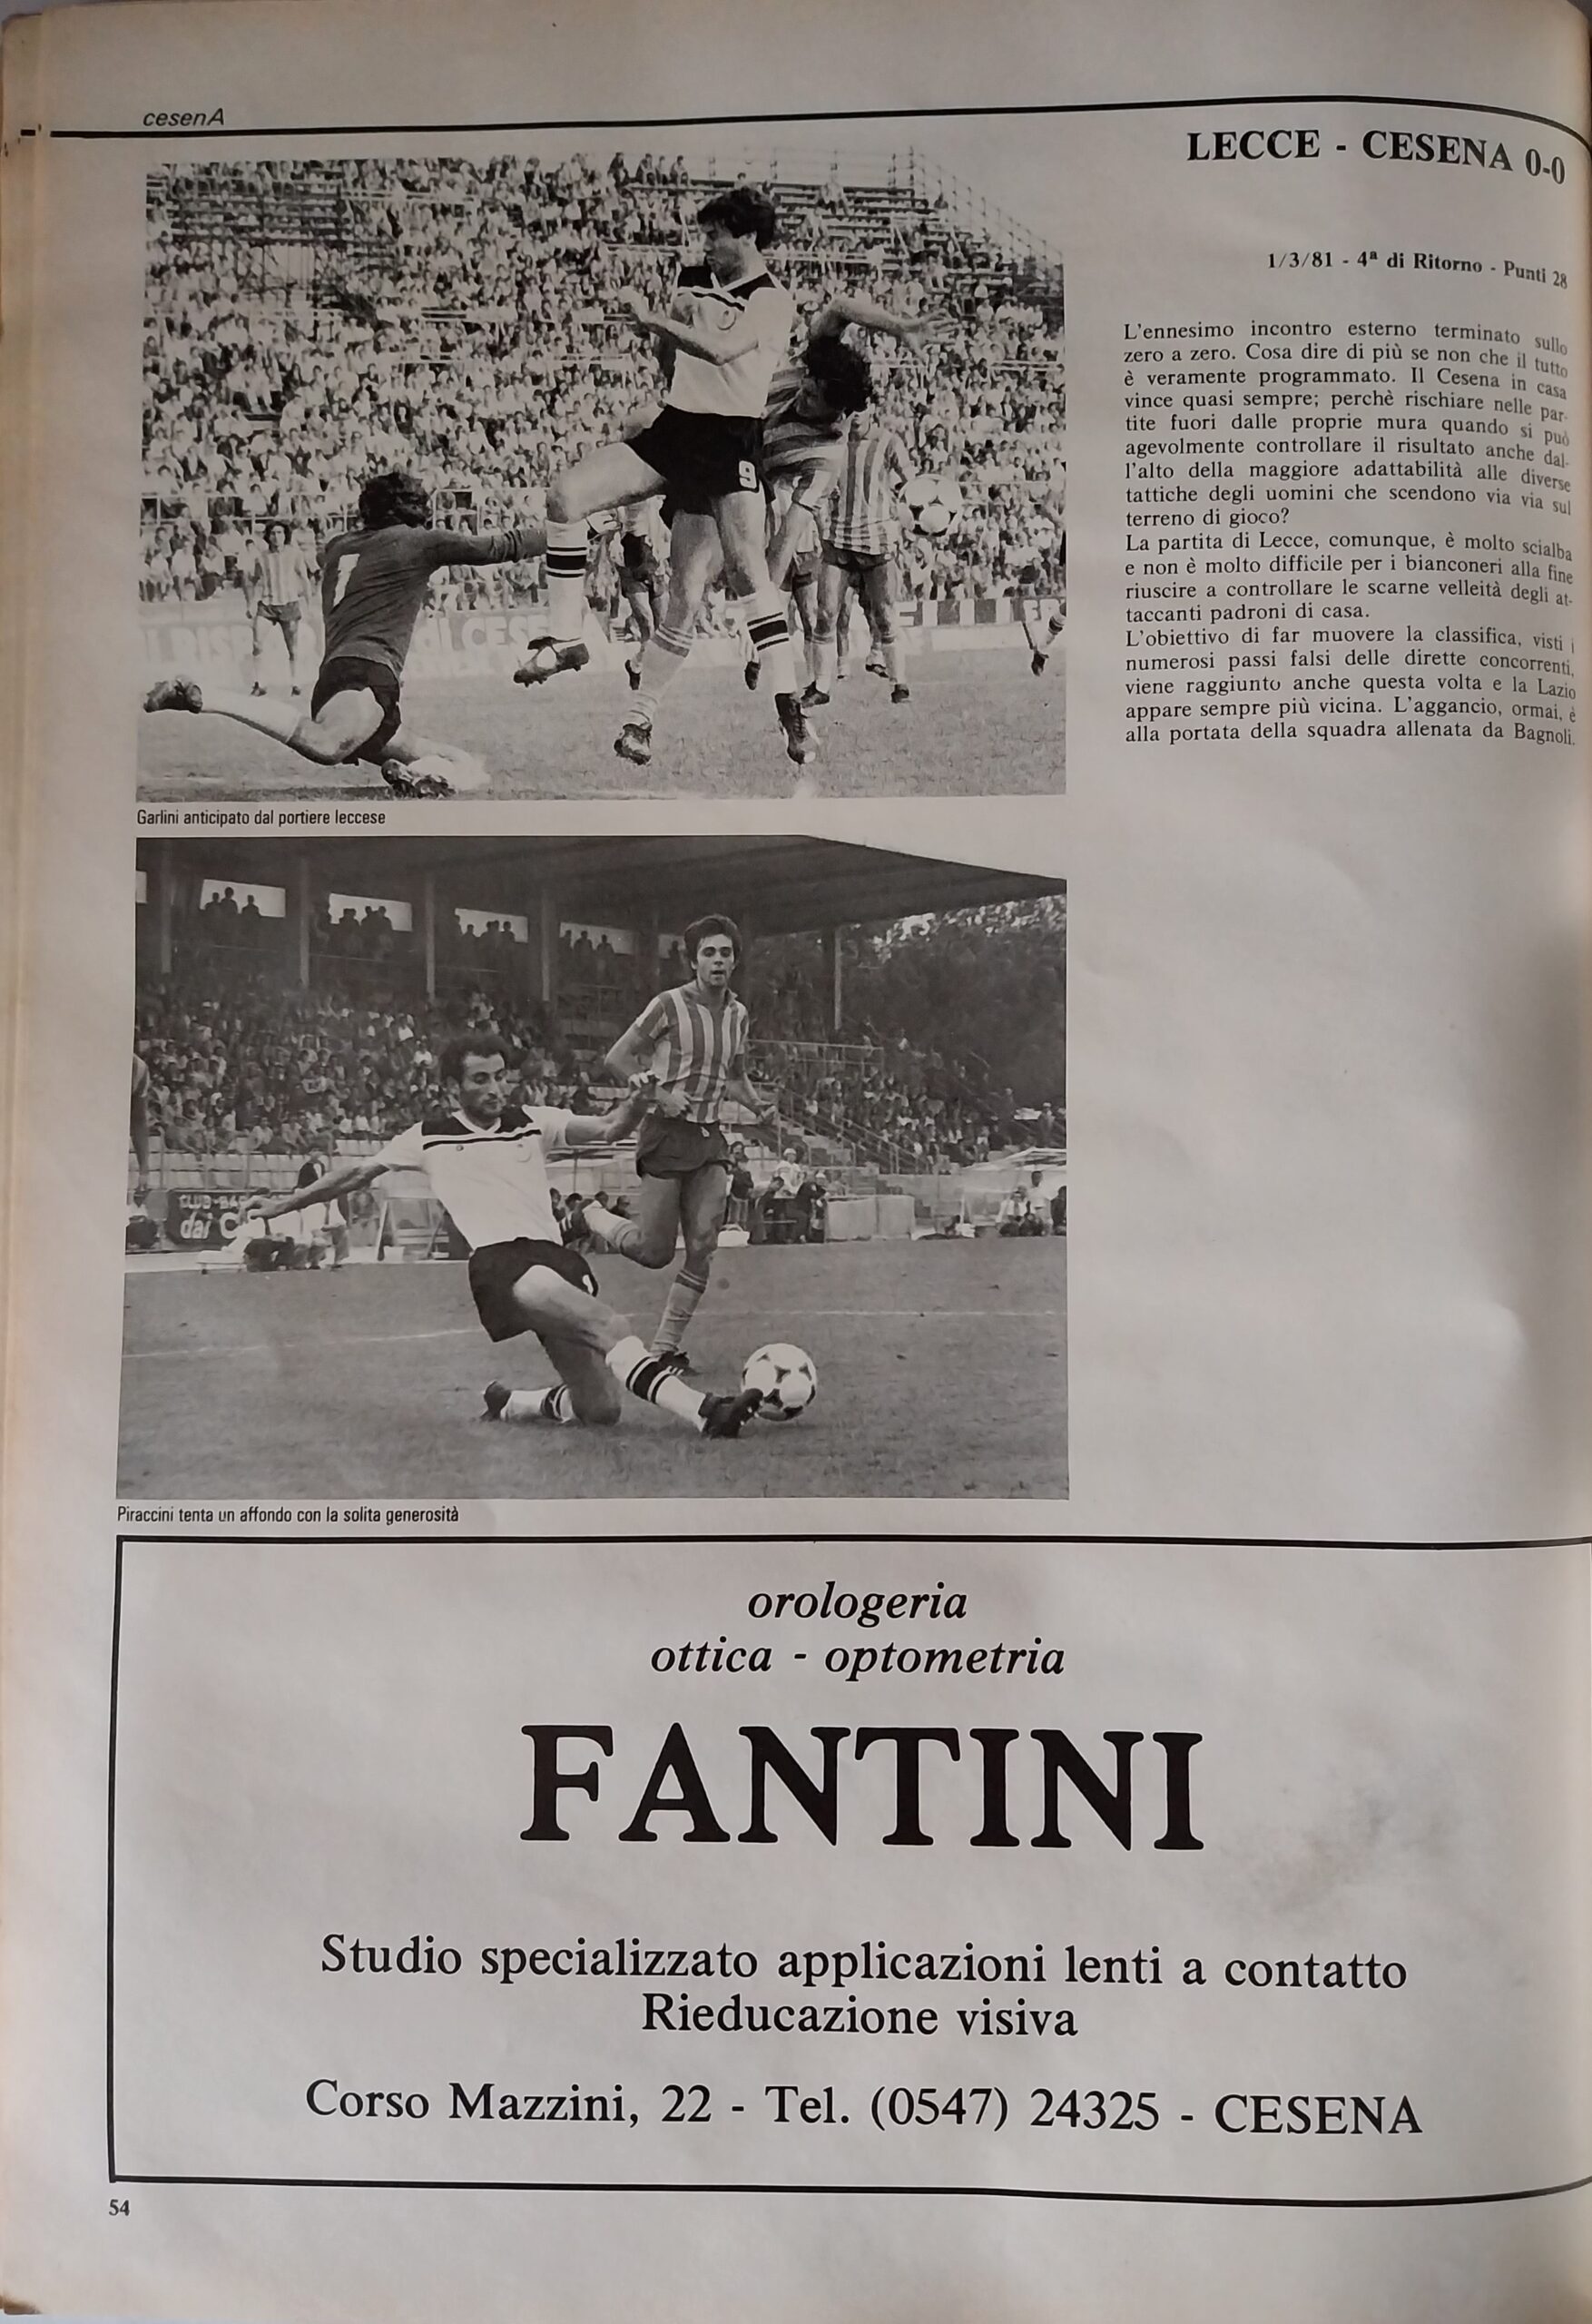 cesenA
LECCE - CESENA 0-0
1/3/81 - 4ª di Ritorno - Punti 28
L'ennesimo incontro esterno terminato sullo
zero a zero. Cosa dire di più se non che il tutto
è veramente programmato. Il Cesena in casa
vince quasi sempre; perchè rischiare nelle par-
tite fuori dalle proprie mura quando si può
agevolmente controllare il risultato anche dal-
l'alto della maggiore adattabilità alle diverse
tattiche degli uomini che scendono via via sul
terreno di gioco?
La partita di Lecce, comunque, è molto scialba
e non è molto difficile per i bianconeri alla fine
riuscire a controllare le scarne velleità degli at-
taccanti padroni di casa.
L'obiettivo di far muovere la classifica, visti i
numerosi passi falsi delle dirette concorrenti,
viene raggiunto anche questa volta e la Lazio
appare sempre più vicina. L'aggancio, ormai, è
alla portata della squadra allenata da Bagnoli.
1
9
Garlini anticipato dal portiere leccese
CLUB-BA
dai
Piraccini tenta un affondo con la solita generosità
orologeria
ottica - optometria
FANTINI
Studio specializzato applicazioni lenti a contatto
Rieducazione visiva
Corso Mazzini, 22 - Tel. (0547) 24325 - CESENA
54